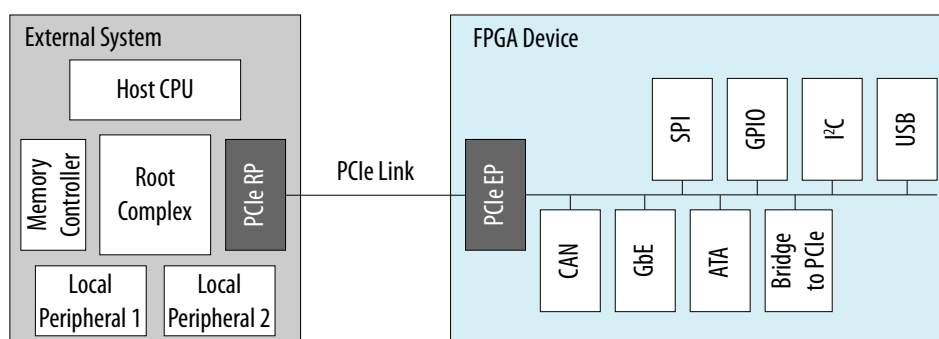 External System
Host CPU
Memory
Controller
Root
Complex
PCIe RP
Local
Peripheral 1
Local
Peripheral 2
PCIe Link
FPGA Device
PCIe EP
SPI
GPIO
I²C
USB
CAN
GbE
ATA
Bridge
to PCIe